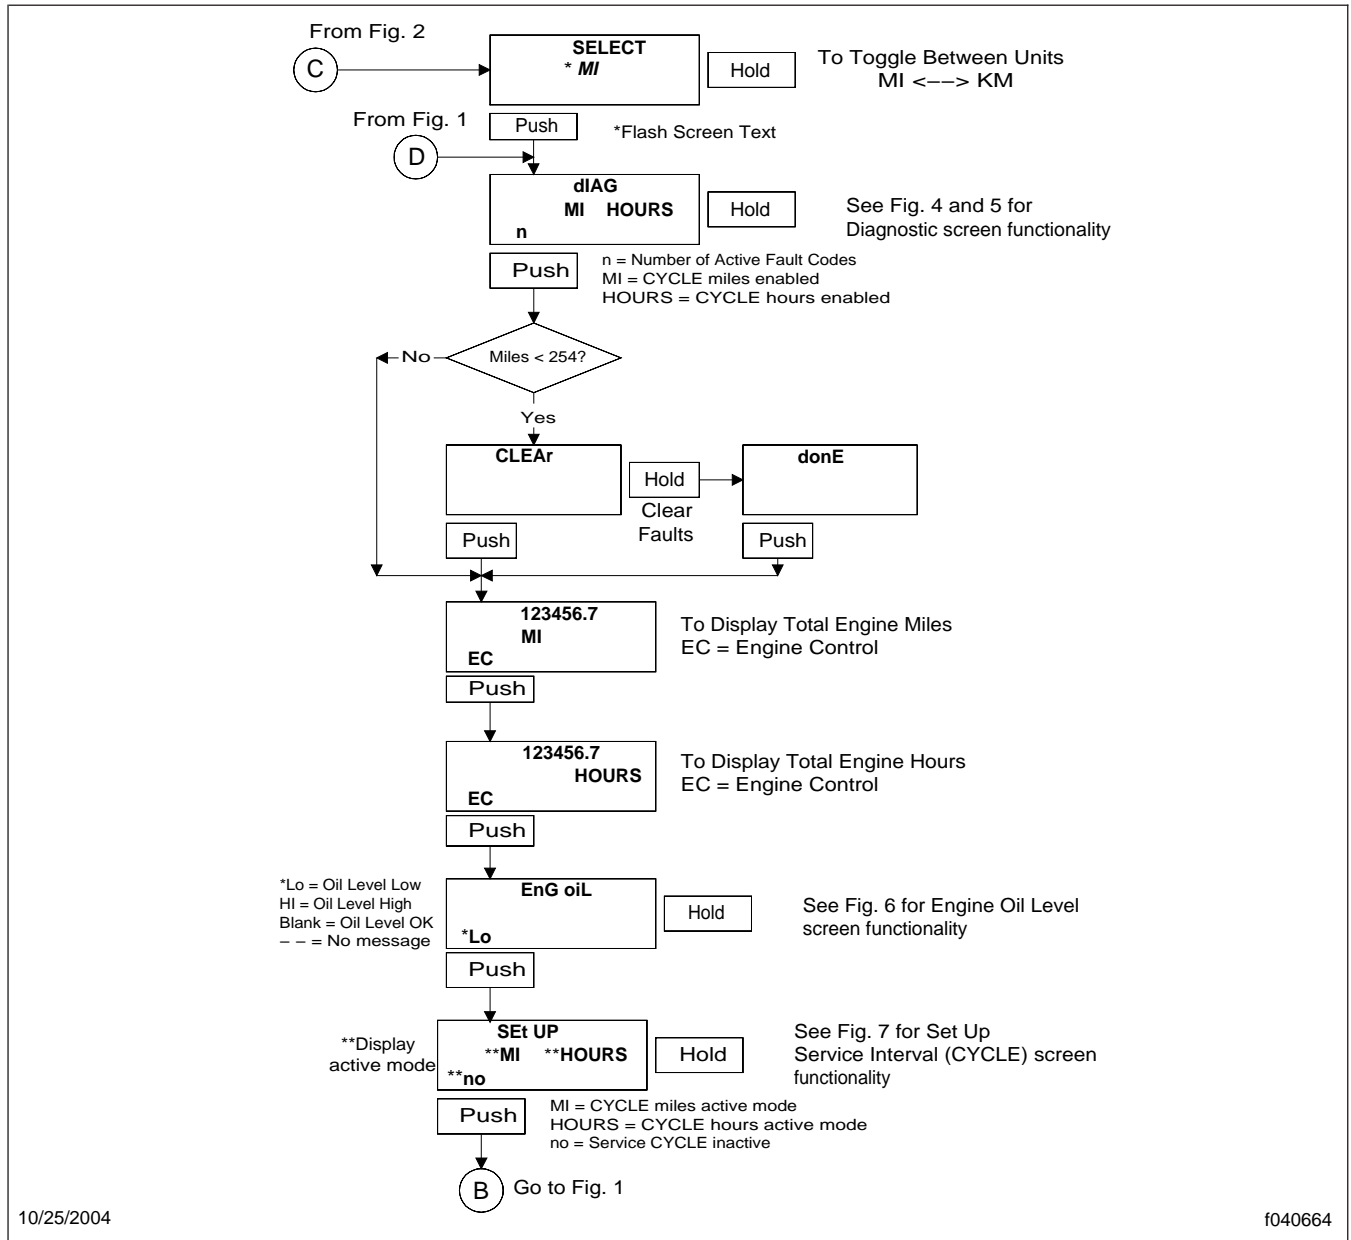 From Fig. 2
C
SELECT
* MI
Hold
To Toggle Between Units
MI <––> KM
Push
*Flash Screen Text
From Fig. 1
D
dIAG
MI HOURS
n
Hold
See Fig. 4 and 5 for
Diagnostic screen functionality
Push
n = Number of Active Fault Codes
MI = CYCLE miles enabled
HOURS = CYCLE hours enabled
Miles < 254?
No
Yes
CLEAr
Hold
Clear
Faults
donE
Push
Push
123456.7
MI
EC
To Display Total Engine Miles
EC = Engine Control
Push
123456.7
HOURS
EC
To Display Total Engine Hours
EC = Engine Control
Push
*Lo = Oil Level Low
HI = Oil Level High
Blank = Oil Level OK
– – = No message
EnG oiL
*Lo
Hold
See Fig. 6 for Engine Oil Level
screen functionality
Push
**Display
active mode
SEt UP
**MI **HOURS
**no
Hold
See Fig. 7 for Set Up
Service Interval (CYCLE) screen
functionality
Push
MI = CYCLE miles active mode
HOURS = CYCLE hours active mode
no = Service CYCLE inactive
B
Go to Fig. 1
10/25/2004
f040664